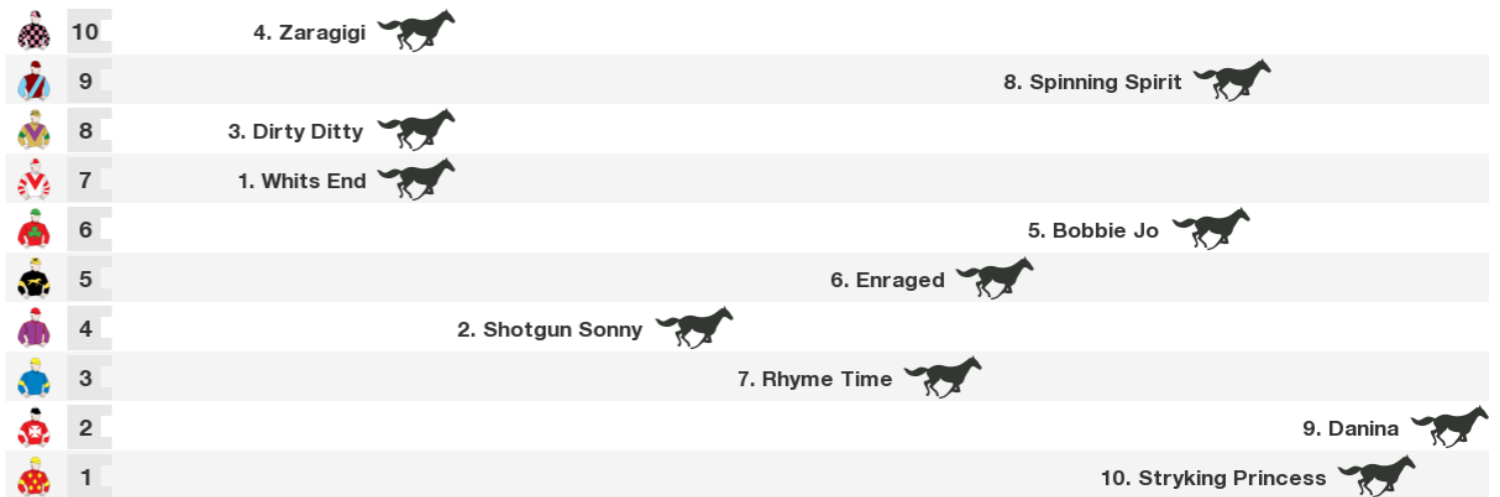 10 4. Zaragigi
9 8. Spinning Spirit
8 3. Dirty Ditty
7 1. Whits End
6 5. Bobbie Jo
5 6. Enraged
4 2. Shotgun Sonny
3 7. Rhyme Time
2 9. Danina
1 10. Stryking Princess